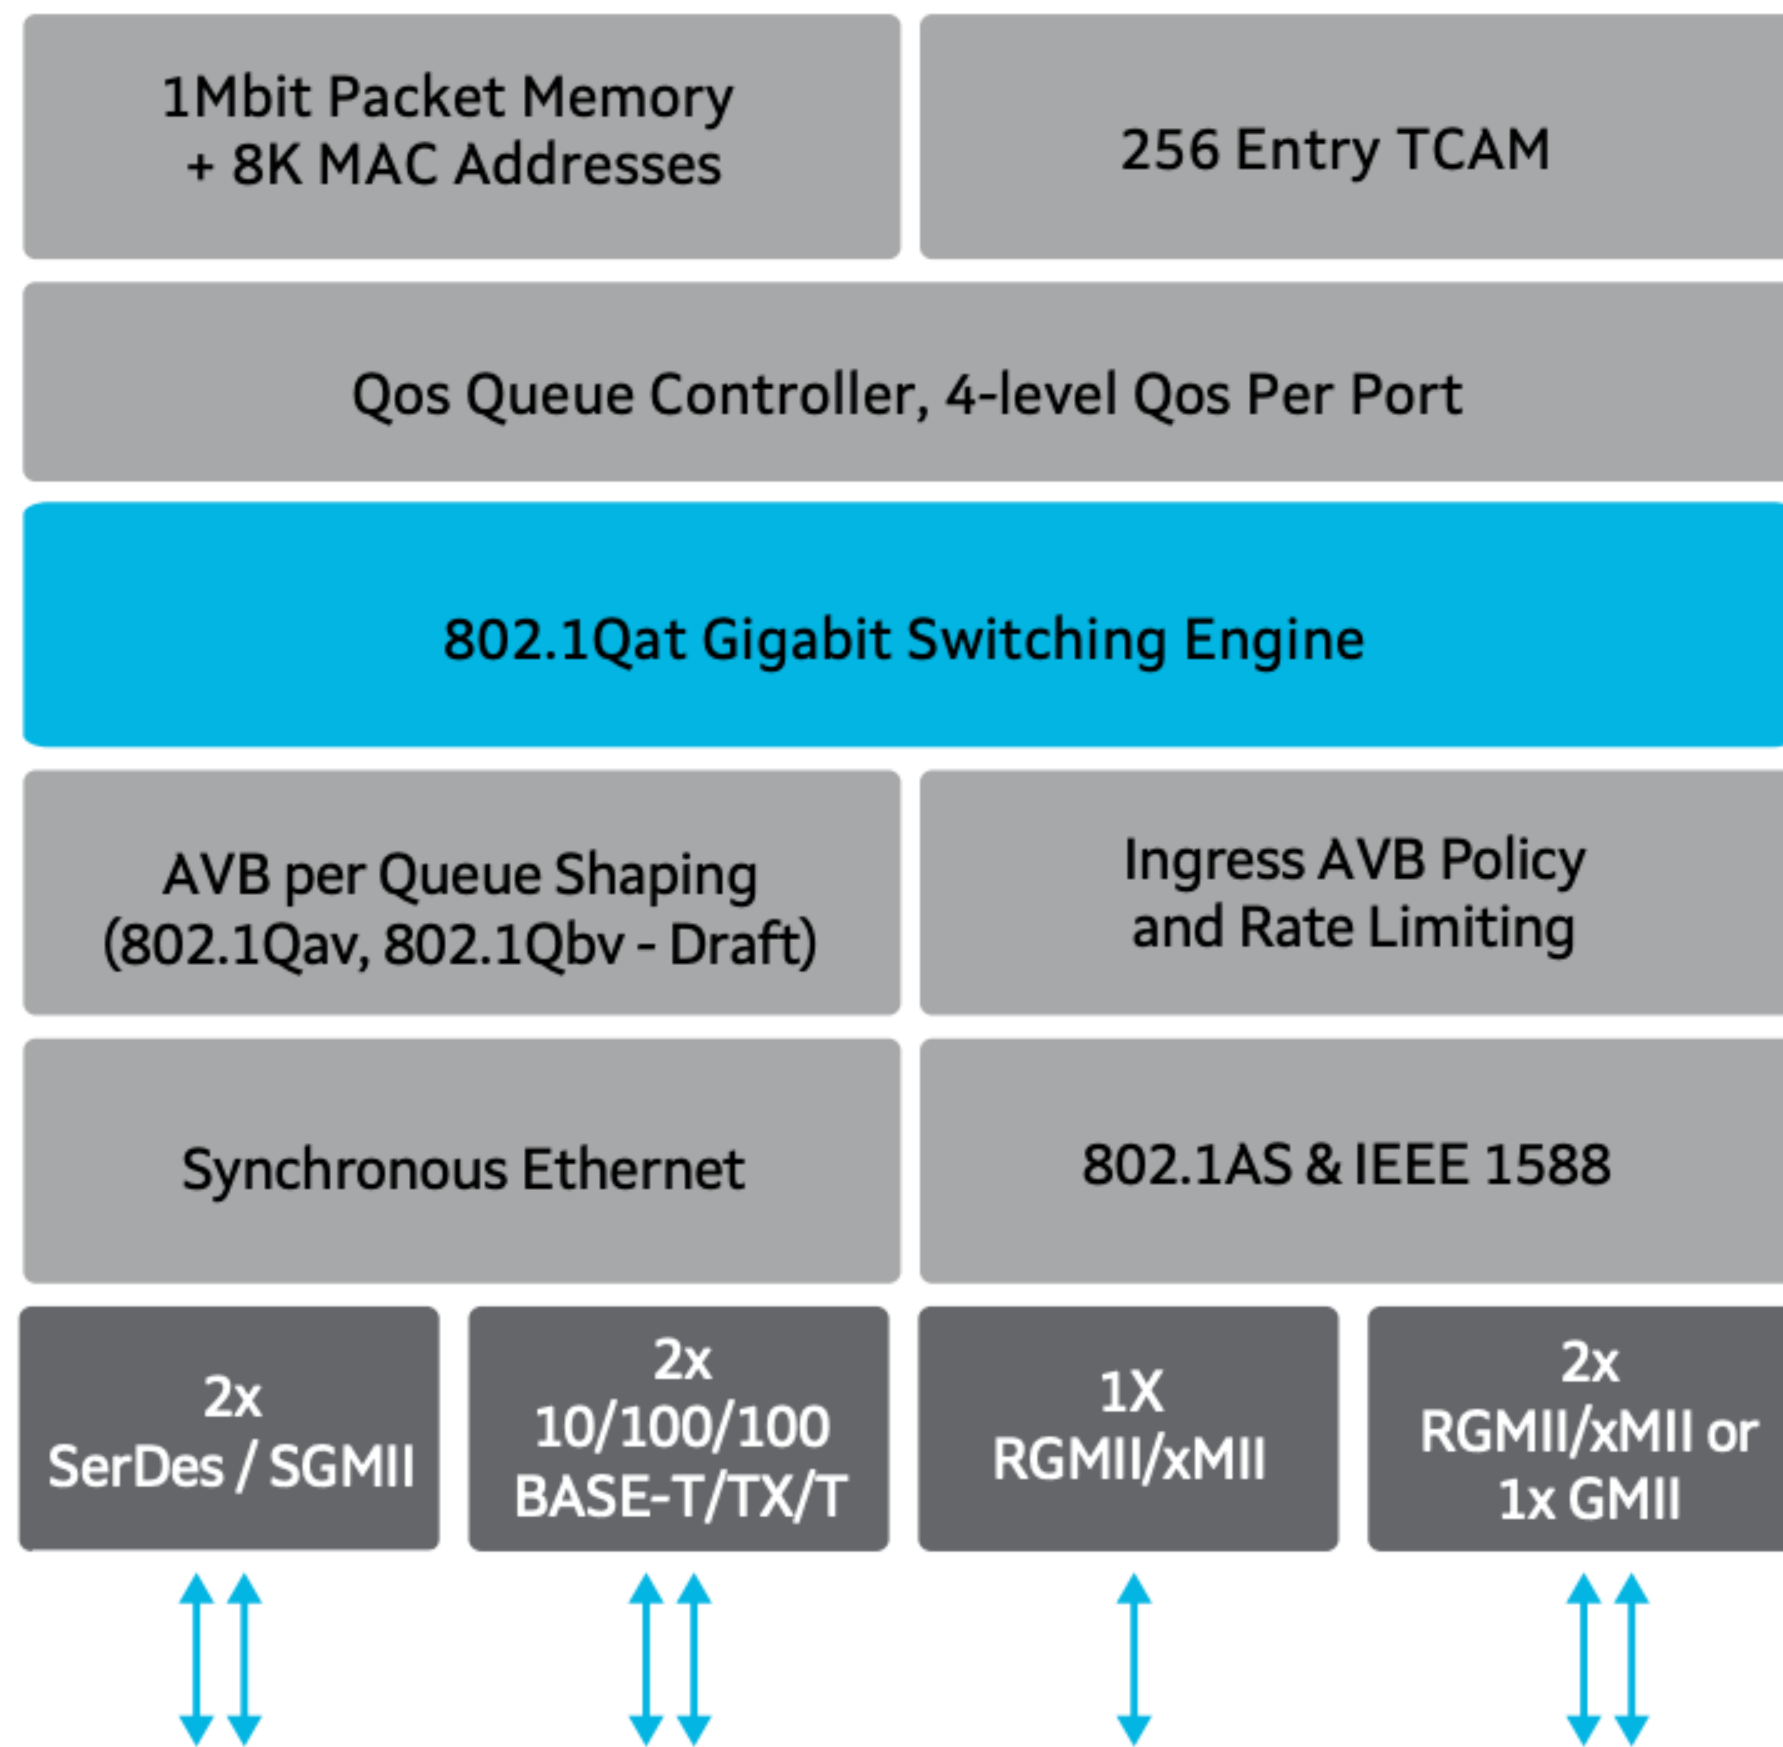 1Mbit Packet Memory
+ 8K MAC Addresses
256 Entry TCAM
Qos Queue Controller, 4-level Qos Per Port
802.1Qat Gigabit Switching Engine
AVB per Queue Shaping
(802.1Qav, 802.1Qbv - Draft)
Ingress AVB Policy
and Rate Limiting
Synchronous Ethernet
802.1AS & IEEE 1588
2x
SerDes / SGMII
2x
10/100/100
BASE-T/TX/T
1X
RGMII/xMII
2x
RGMII/xMII or
1x GMII